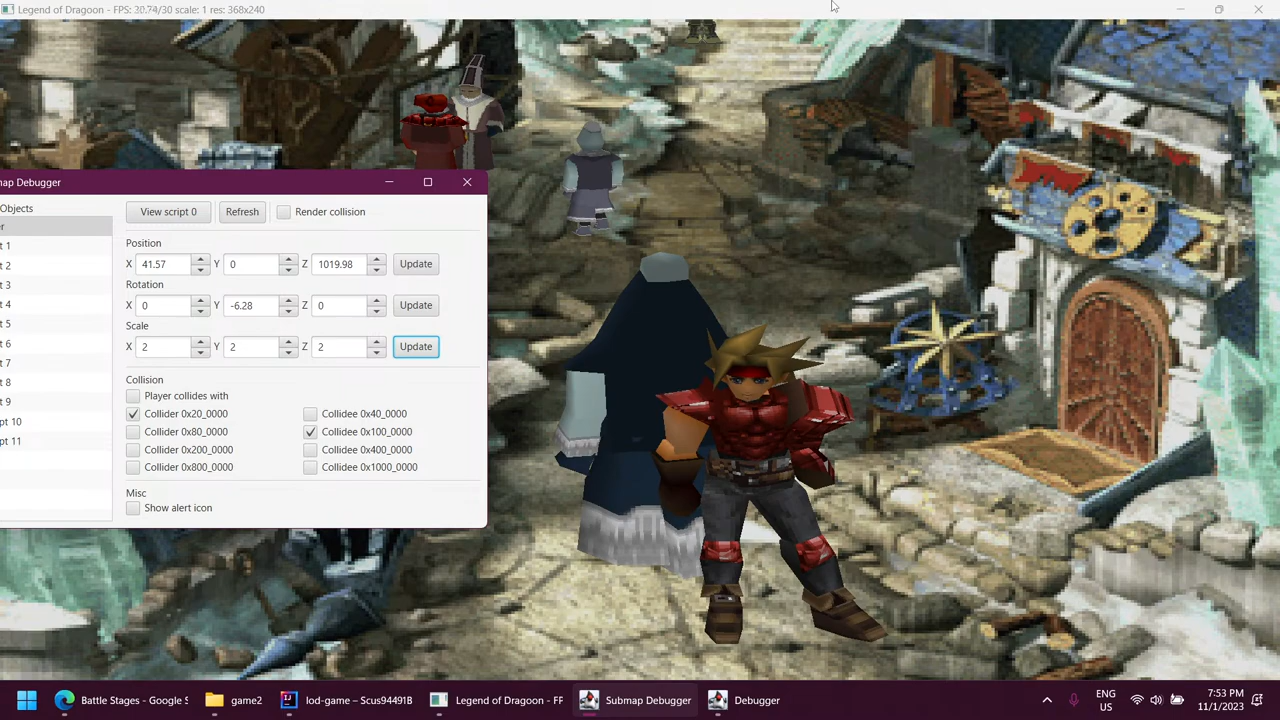 Legend of Dragoon - FPS: 30.74/30 scale: 1 res: 368x240
map Debugger
Objects
View script 0
Refresh
Render collision
Position
X 41.57 Y 0 Z 1019.98 Update
Rotation
X 0 Y -6.28 Z 0 Update
Scale
X 2 Y 2 Z 2 Update
Collision
Player collides with
Collider 0x20_0000 Collidee 0x40_0000
Collider 0x80_0000 Collidee 0x100_0000
Collider 0x200_0000 Collidee 0x400_0000
Collider 0x800_0000 Collidee 0x1000_0000
Misc
Show alert icon
er
t 1
t 2
t 3
t 4
t 5
t 6
t 7
t 8
t 9
pt 10
pt 11
Battle Stages - Google S
game2
lod-game – Scus94491B
Legend of Dragoon - FF
Submap Debugger
Debugger
ENG
US
7:53 PM
11/1/2023